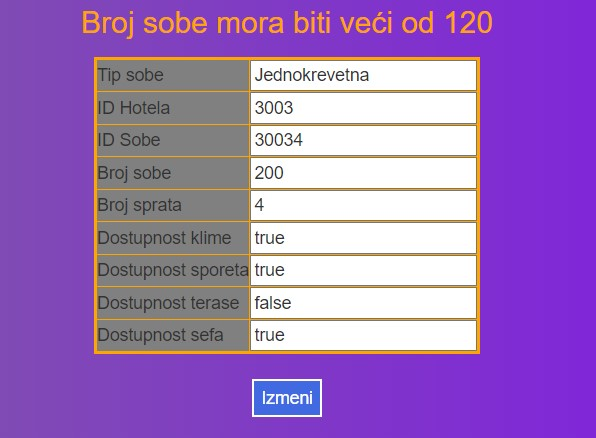 Broj sobe mora biti veći od 120
Tip sobe Jednokrevetna
ID Hotela 3003
ID Sobe 30034
Broj sobe 200
Broj sprata 4
Dostupnost klime true
Dostupnost sporeta true
Dostupnost terase false
Dostupnost sefa true
Izmeni